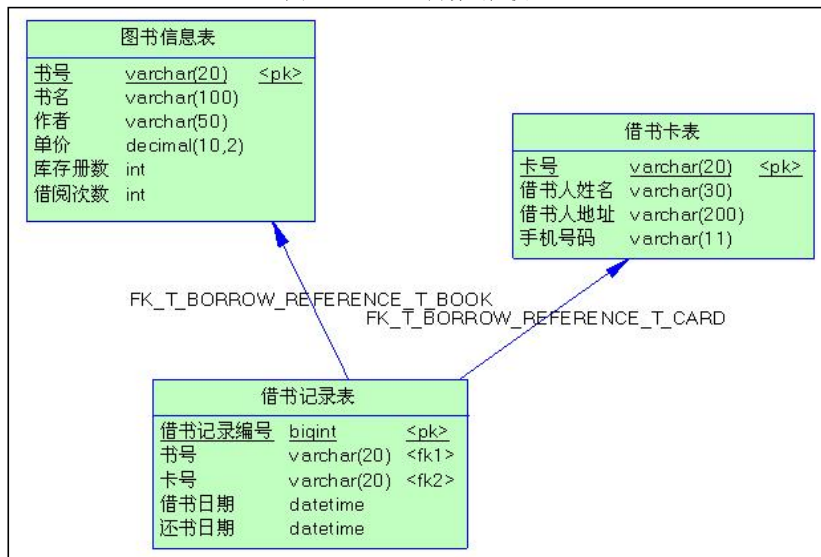 图书信息表
书号 varchar(20) <pk>
书名 varchar(100)
作者 varchar(50)
单价 decimal(10,2)
库存册数 int
借阅次数 int
借书卡表
卡号 varchar(20) <pk>
借书人姓名 varchar(30)
借书人地址 varchar(200)
手机号码 varchar(11)
FK_T_BORROW_REFERENCE_T_BOOK
FK_T_BORROW_REFERENCE_T_CARD
借书记录表
借书记录编号 bigint <pk>
书号 varchar(20) <fk1>
卡号 varchar(20) <fk2>
借书日期 datetime
还书日期 datetime